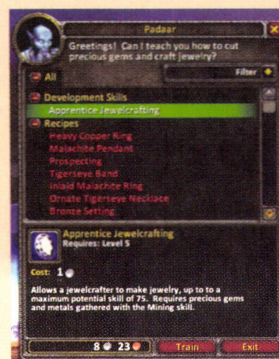 Padaar
Greetings! Can I teach you how to cut
precious gems and craft jewelry?
All
Filter
Development Skills
Apprentice Jewelcrafting
Recipes
Heavy Copper Ring
Malachite Pendant
Prospecting
Tigerseye Band
Inlaid Malachite Ring
Ornate Tigerseye Necklace
Bronze Setting
Apprentice Jewelcrafting
Requires: Level 5
Cost: 1
Allows a jewelcrafter to make jewelry, up to to a
maximum potential skill of 75. Requires precious gems
and metals gathered with the Mining skill.
8 23
Train
Exit